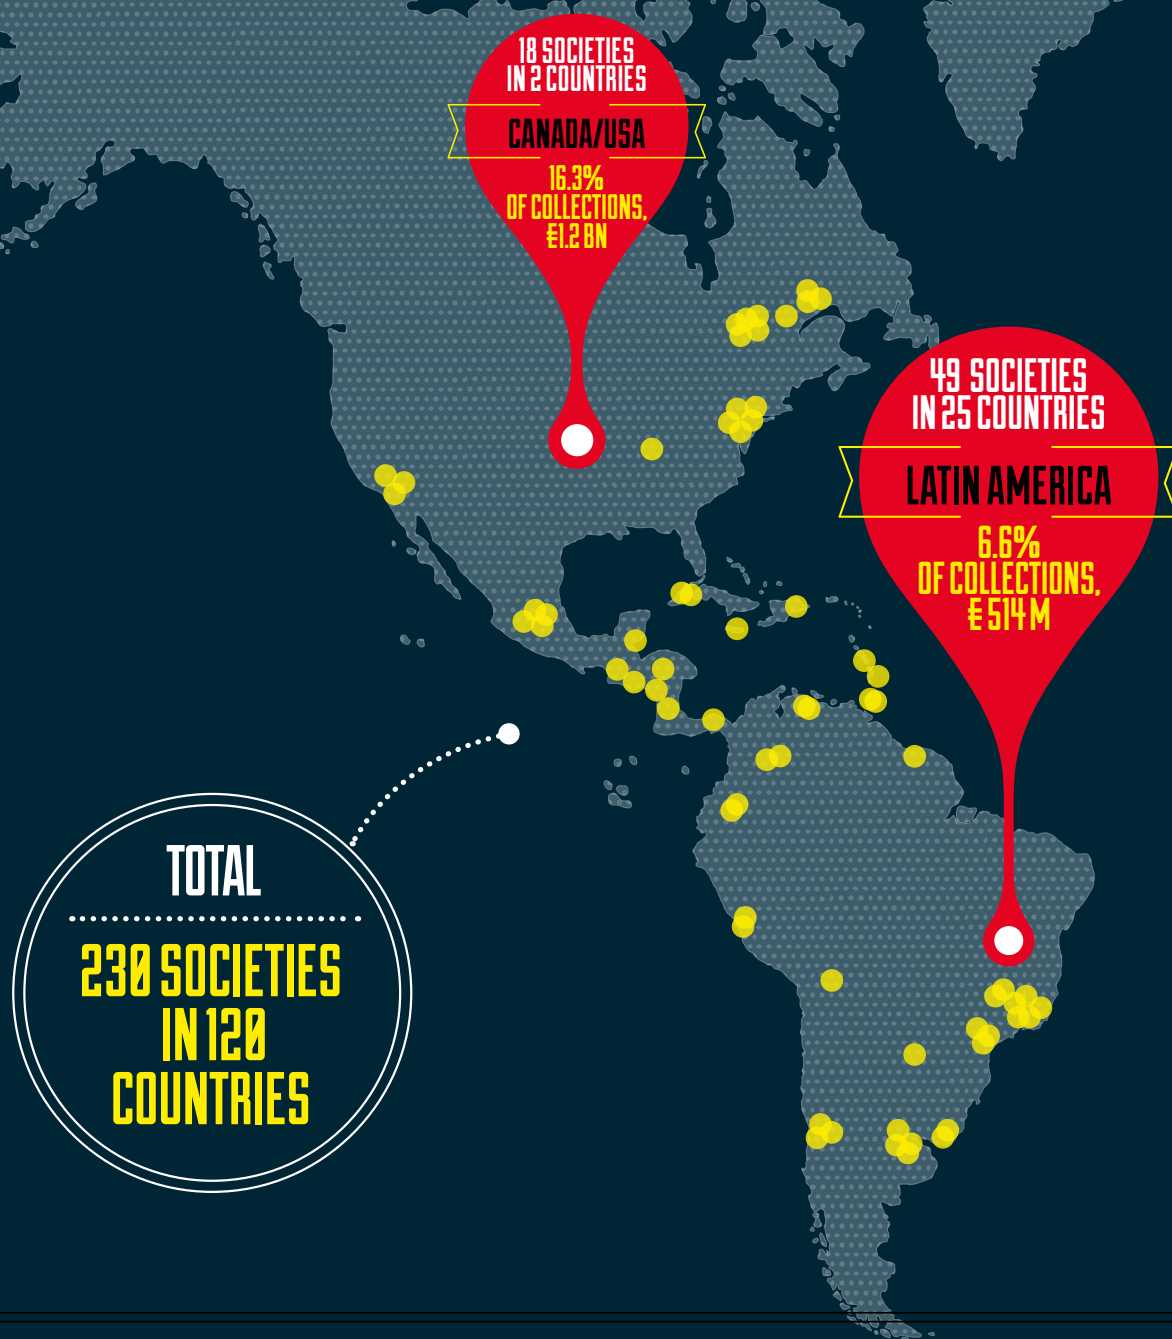 18 SOCIETIES
IN 2 COUNTRIES
CANADA/USA
16.3%
OF COLLECTIONS,
€1.2 BN
49 SOCIETIES
IN 25 COUNTRIES
LATIN AMERICA
6.6%
OF COLLECTIONS,
€ 514 M
TOTAL
230 SOCIETIES
IN 120
COUNTRIES